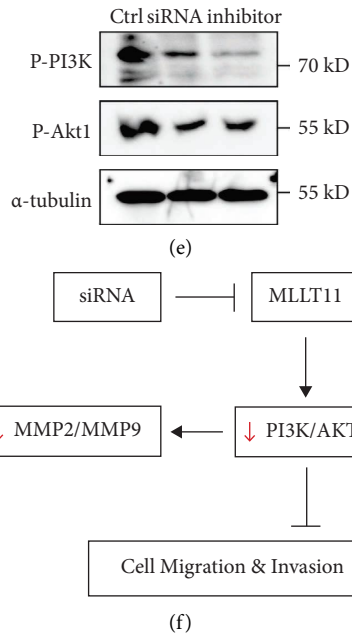 Ctrl siRNA inhibitor
P-PI3K
70 kD
P-Akt1
55 kD
α-tubulin
55 kD
(e)
siRNA
MLLT11
↓ MMP2/MMP9
↓ PI3K/AKT
Cell Migration & Invasion
(f)